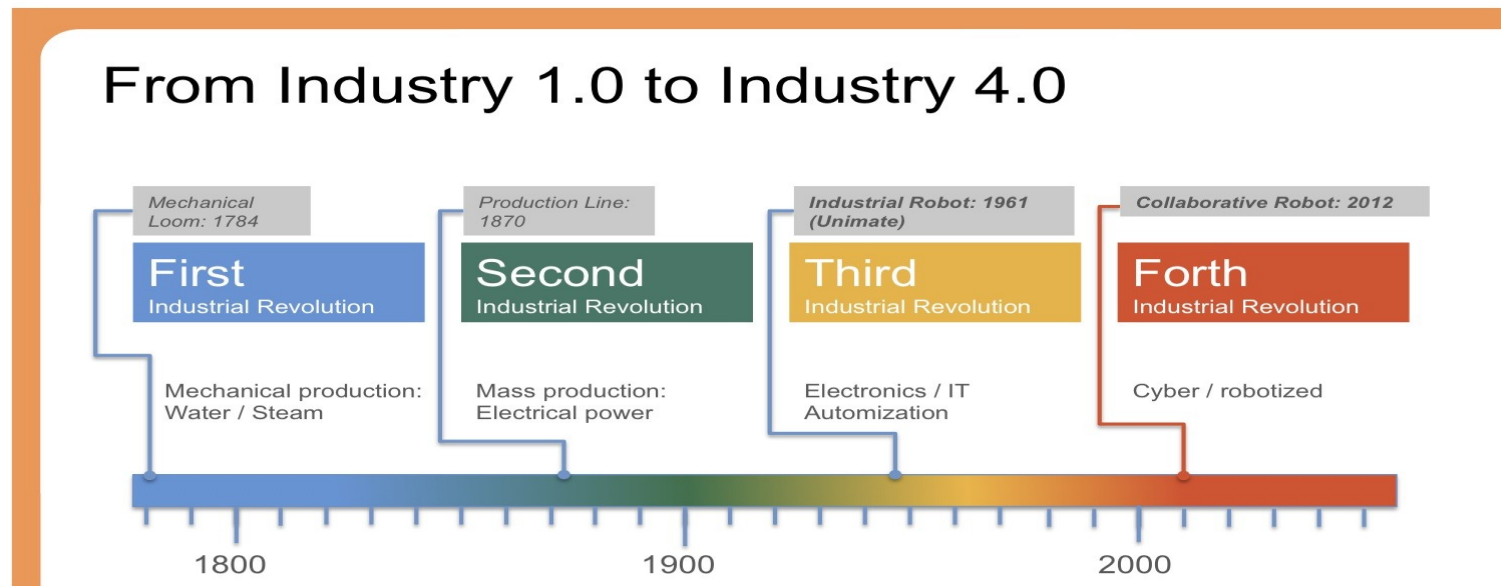 From Industry 1.0 to Industry 4.0
Mechanical
Loom: 1784
First
Industrial Revolution
Mechanical production:
Water / Steam
Production Line:
1870
Second
Industrial Revolution
Mass production:
Electrical power
Industrial Robot: 1961
(Unimate)
Third
Industrial Revolution
Electronics / IT
Automization
Collaborative Robot: 2012
Forth
Industrial Revolution
Cyber / robotized
1800
1900
2000